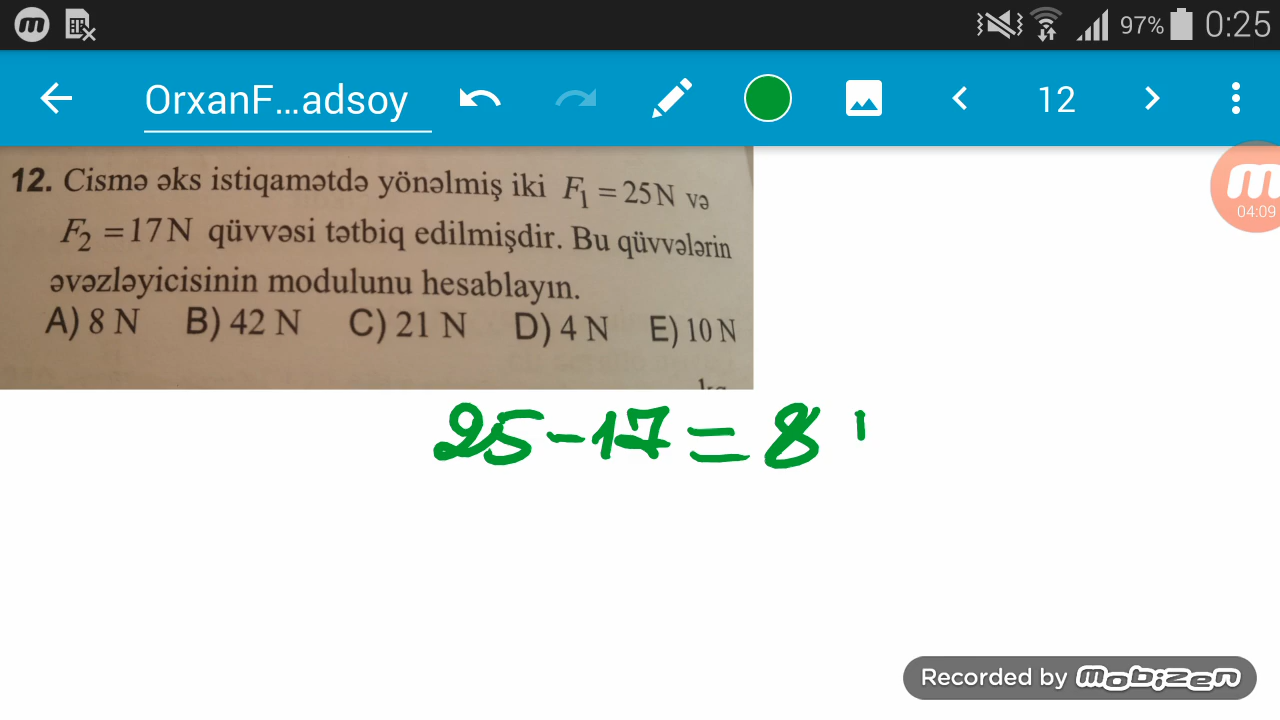 97% 0:25
OrxanF...adsoy 12
04:09
12. Cismə əks istiqamətdə yönəlmiş iki F₁ = 25N və
F₂ = 17N qüvvəsi tətbiq edilmişdir. Bu qüvvələrin
əvəzləyicisinin modulunu hesablayın.
A) 8 N B) 42 N C) 21 N D) 4 N E) 10 N
25-17=8
Recorded by mobizen